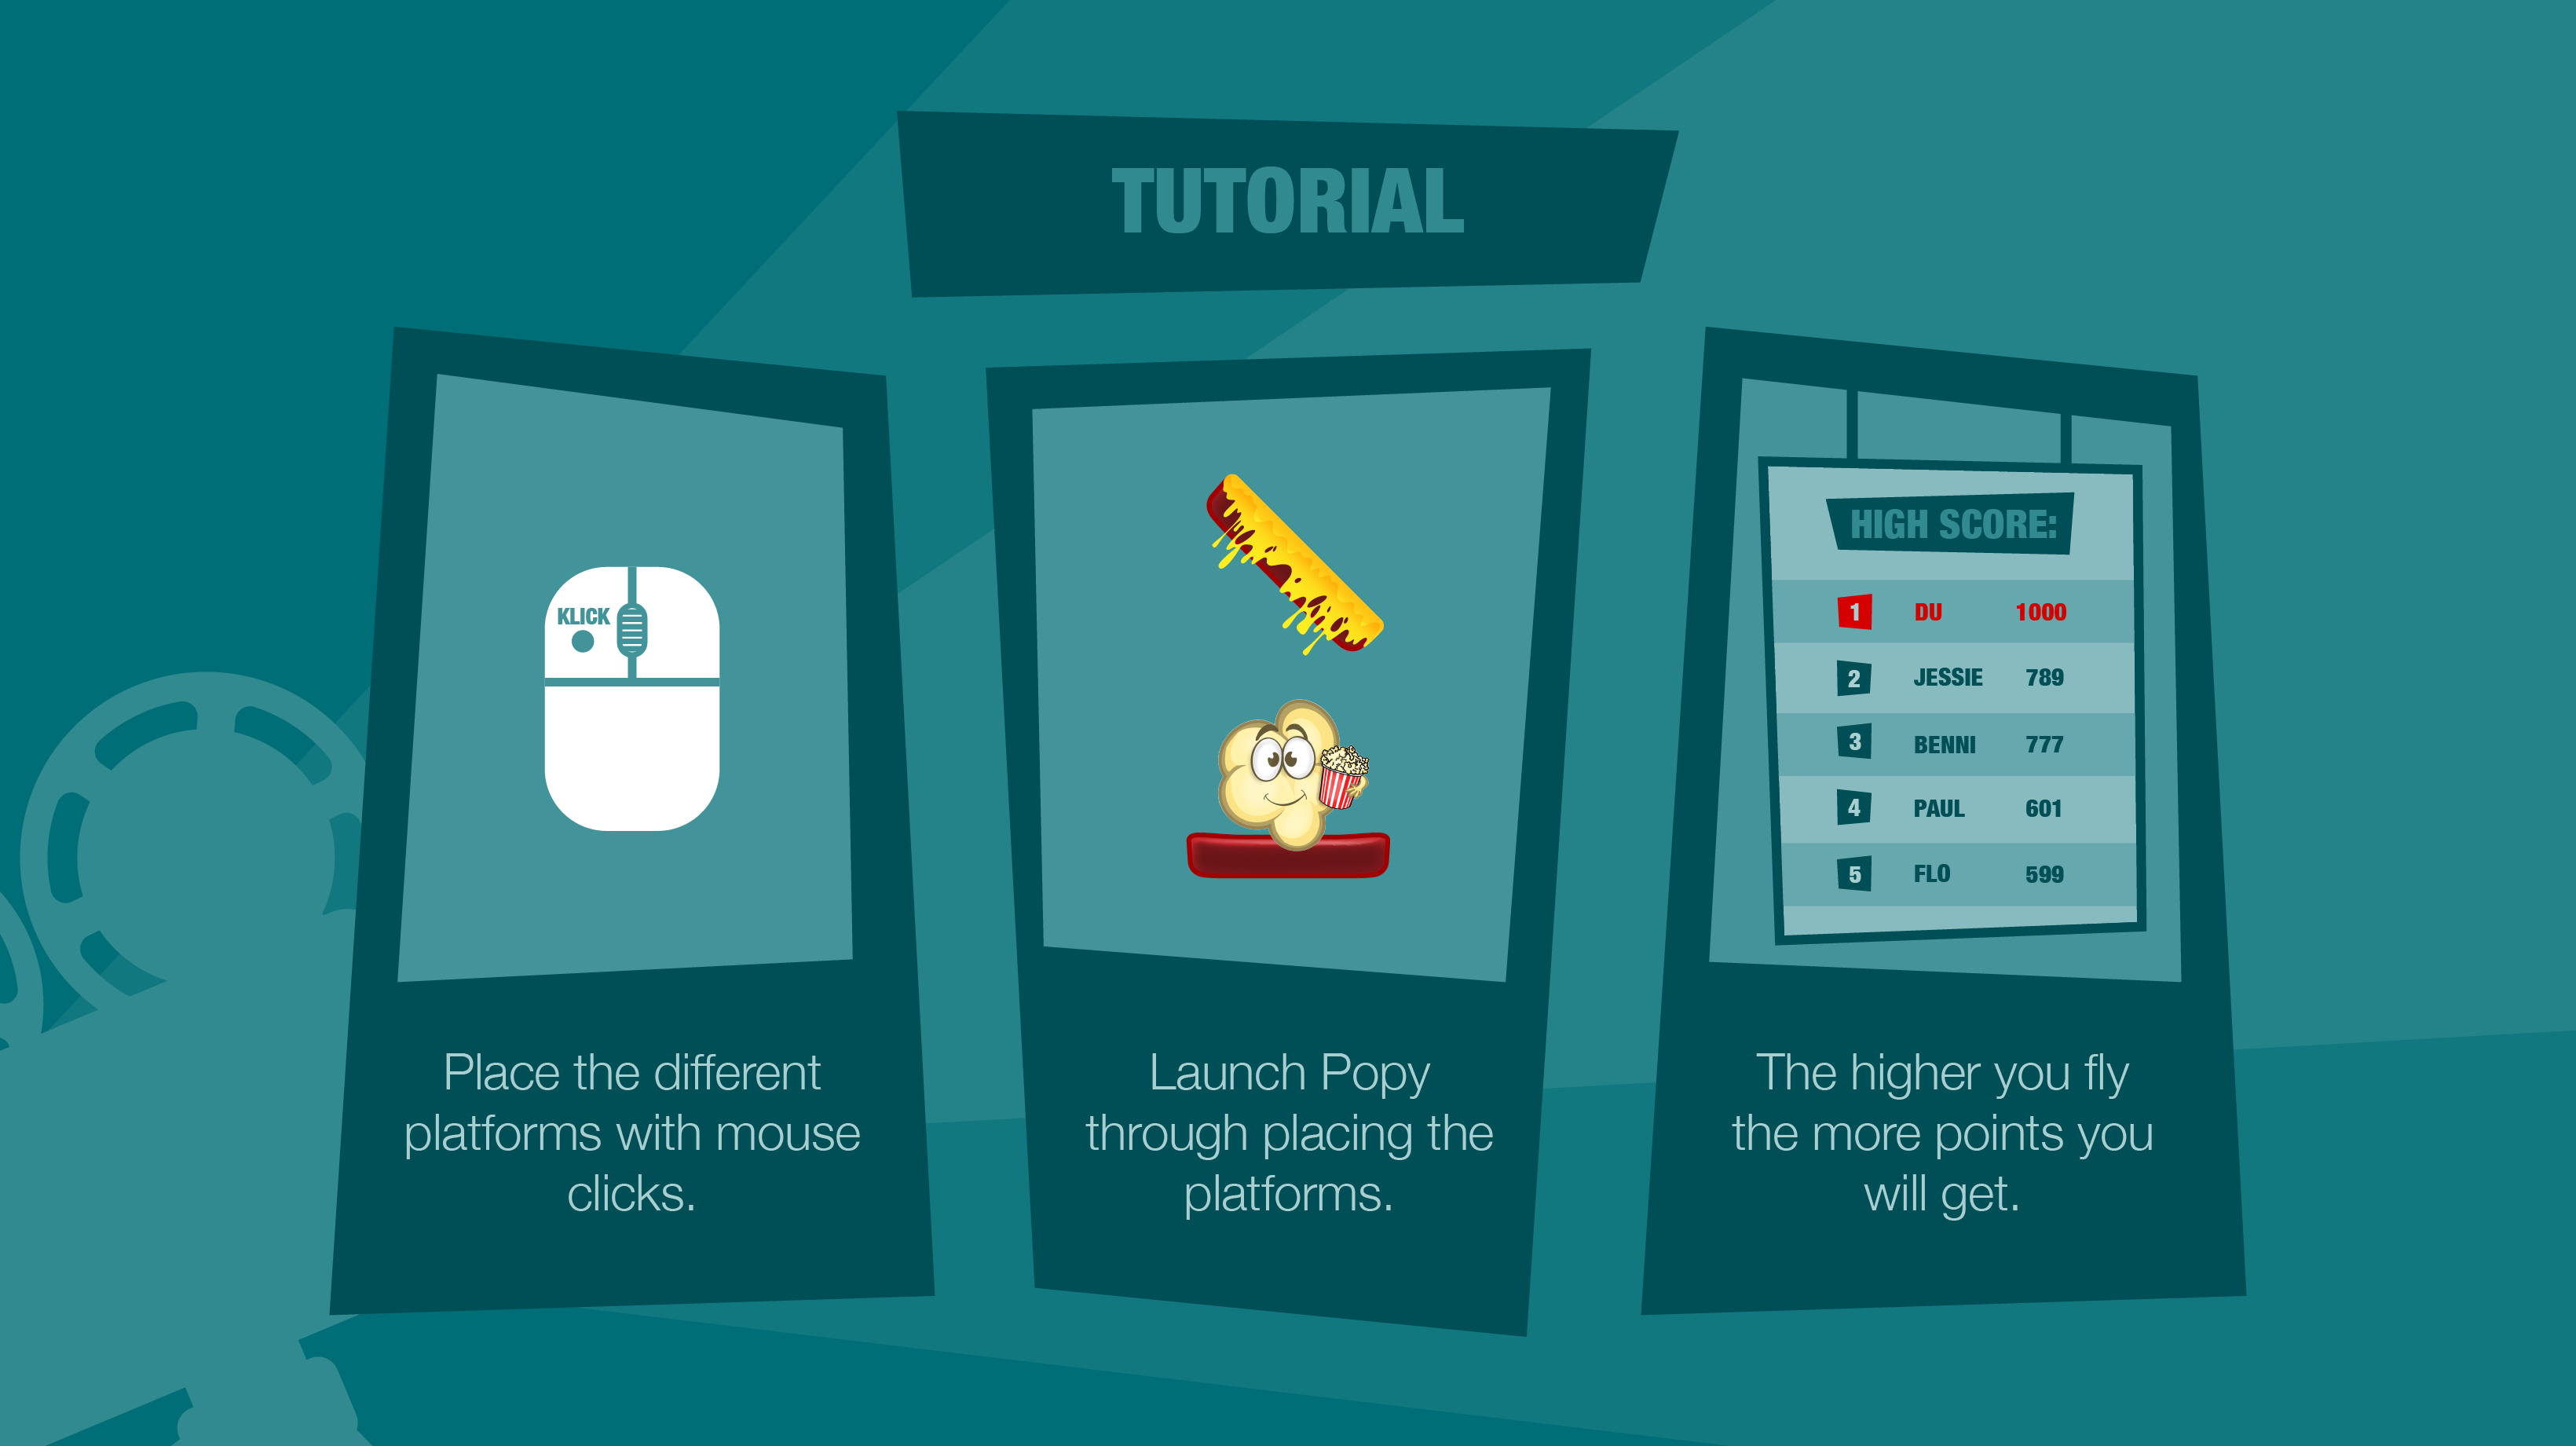 TUTORIAL
KLICK
Place the different
platforms with mouse
clicks.
Launch Popy
through placing the
platforms.
HIGH SCORE:
1 DU 1000
2 JESSIE 789
3 BENNI 777
4 PAUL 601
5 FLO 599
The higher you fly
the more points you
will get.